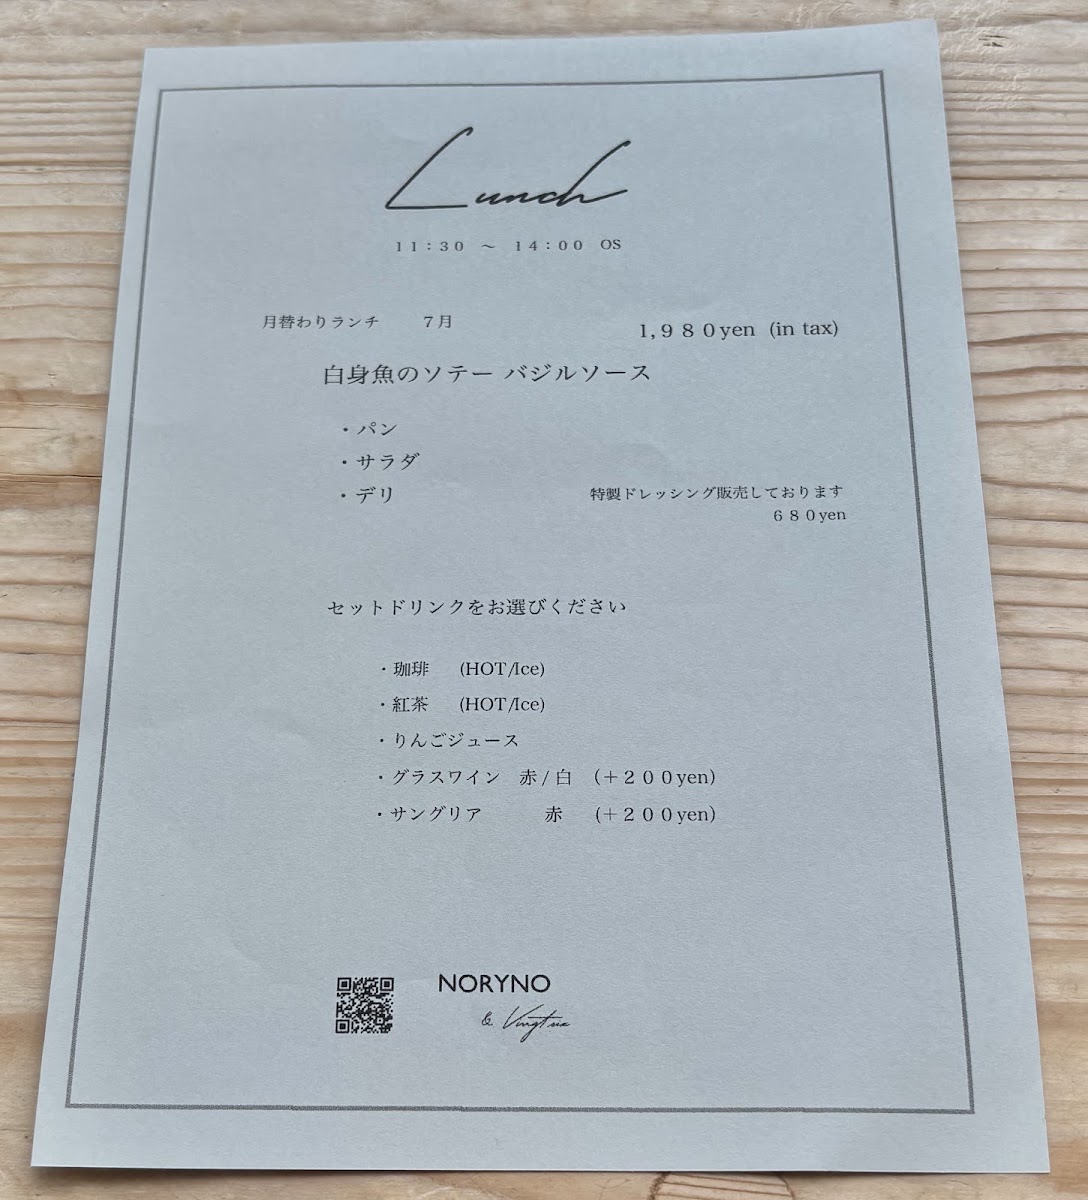 Lunch
11:30 ～ 14:00 OS
月替わりランチ 7月
1,980yen (in tax)
白身魚のソテー バジルソース
・パン
・サラダ
・デリ
特製ドレッシング販売しております
680yen
セットドリンクをお選びください
・珈琲 (HOT/Ice)
・紅茶 (HOT/Ice)
・りんごジュース
・グラスワイン 赤/白 (＋200yen)
・サングリア 赤 (＋200yen)
NORYNO
&